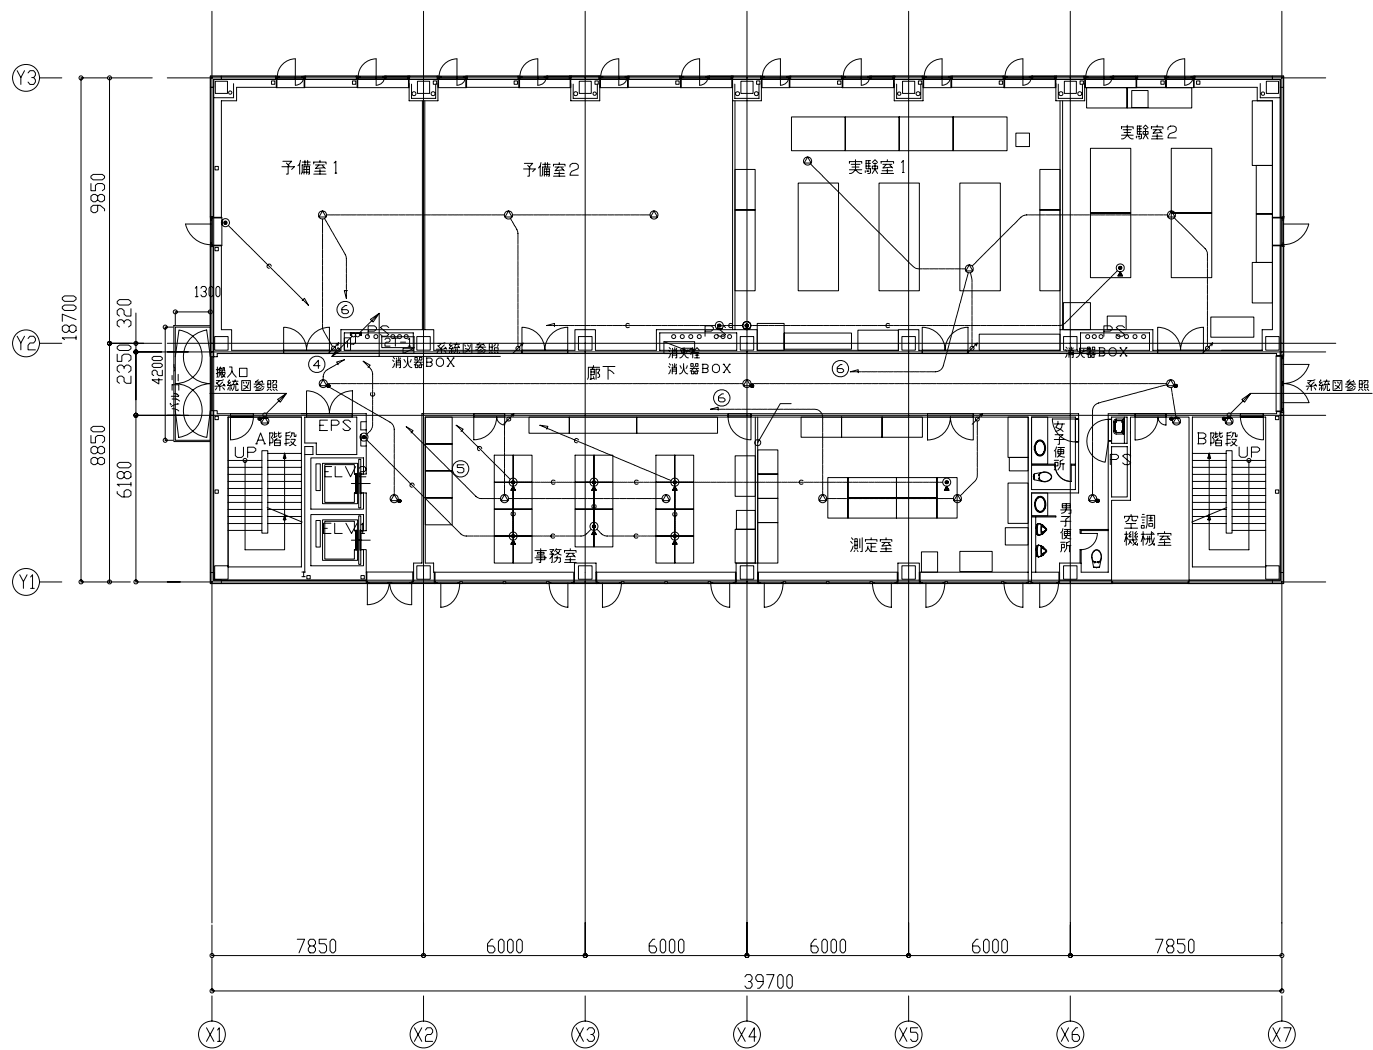 Y3
予備室1
予備室2
実験室1
実験室2
9850
18700
320
1300
⑥
PS
PS
PS
Y2
2350
4200
バルコニー
搬入口
系統図参照
④
系統図参照
消火器BOX
消火栓
消火器BOX
廊下
⑥
消火器BOX
系統図参照
⑥
8850
6180
A階段
UP
EPS
ELV
ELV
⑤
事務室
測定室
女子便所
男子便所
PS
空調
機械室
B階段
UP
Y1
7850
6000
6000
6000
6000
7850
39700
X1
X2
X3
X4
X5
X6
X7